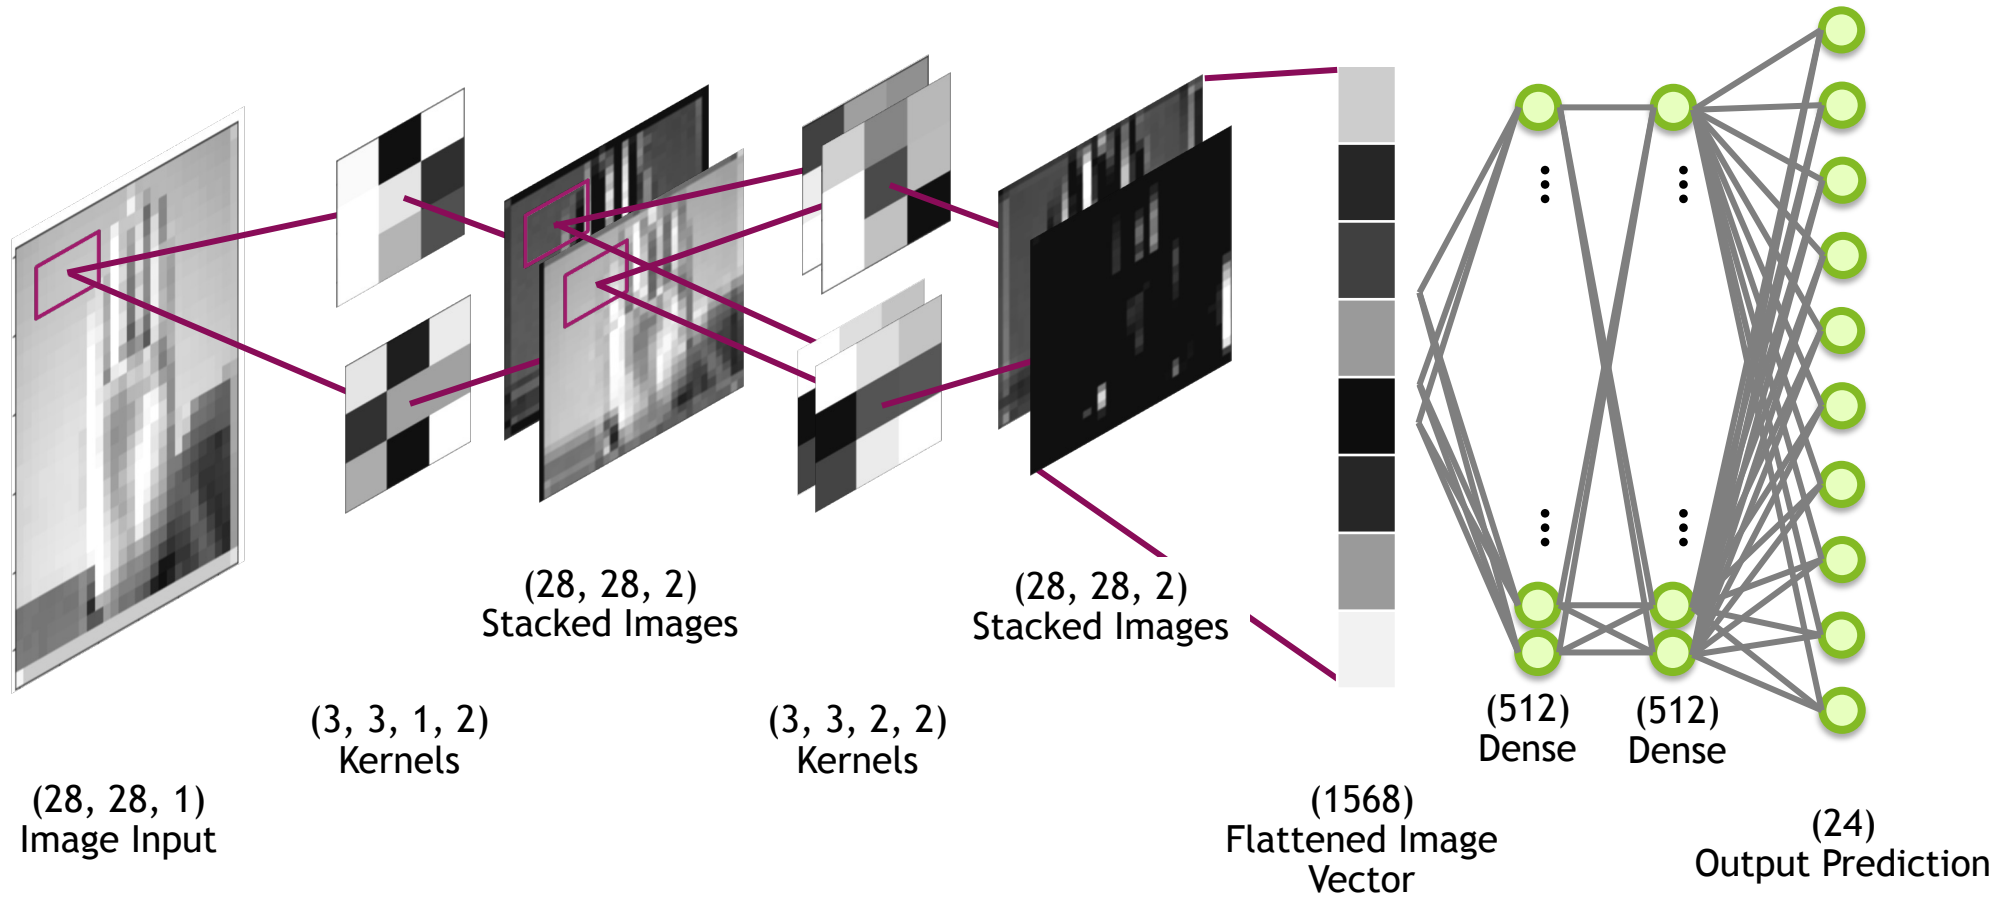 (28, 28, 1)
Image Input
(3, 3, 1, 2)
Kernels
(28, 28, 2)
Stacked Images
(3, 3, 2, 2)
Kernels
(28, 28, 2)
Stacked Images
(1568)
Flattened Image
Vector
(512)
Dense
(512)
Dense
(24)
Output Prediction